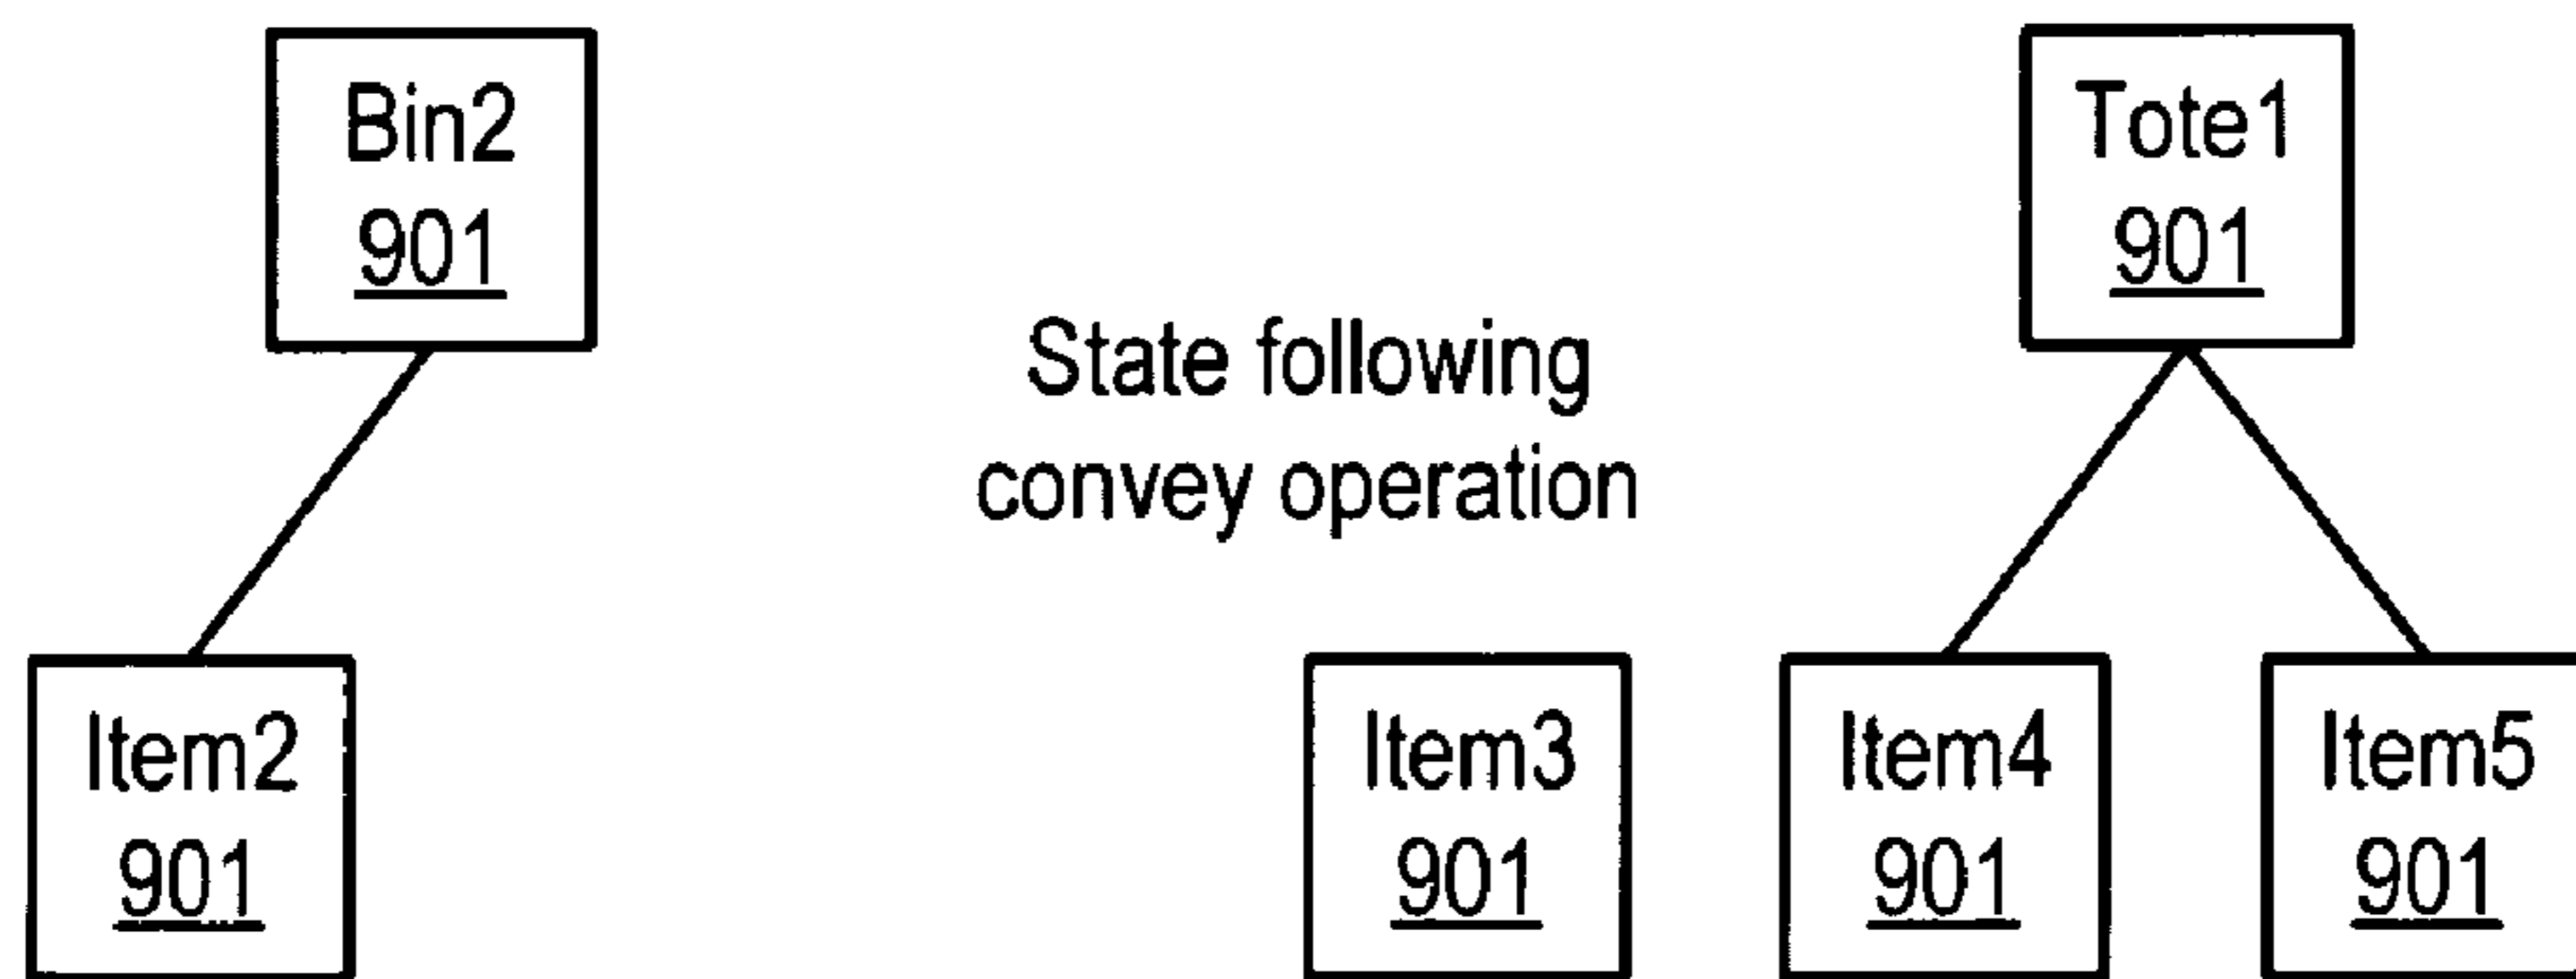 Bin2
901
Tote1
901
State following
convey operation
Item2
901
Item3
901
Item4
901
Item5
901